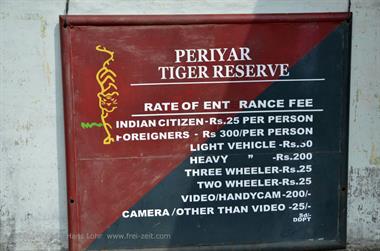 PERIYAR
TIGER RESERVE
RATE OF ENT RANCE FEE
INDIAN CITIZEN-Rs.25 PER PERSON
FOREIGNERS - Rs 300/PER PERSON
LIGHT VEHICLE -Rs.50
HEAVY " -Rs.200
THREE WHEELER-Rs.25
TWO WHEELER-Rs.25
VIDEO/HANDYCAM-200/-
CAMERA/OTHER THAN VIDEO -25/-
Sd/-
DDPT
Hans Lohr www.frei-zeit.com